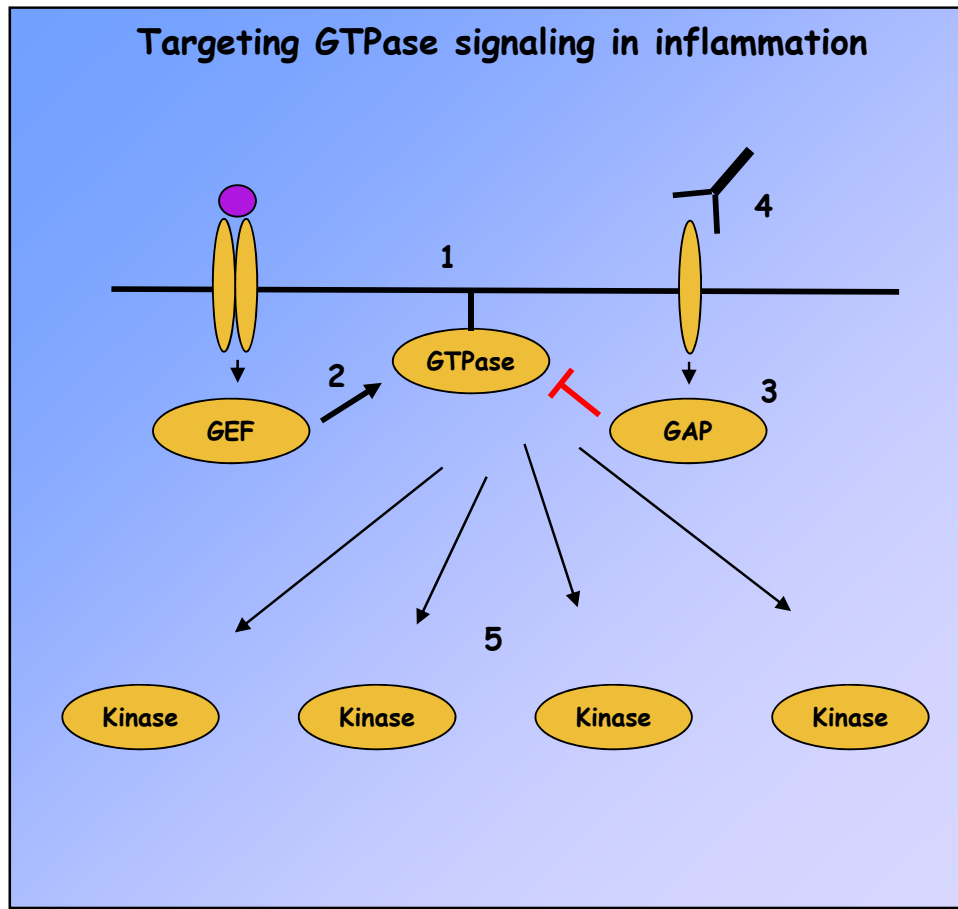 Targeting GTPase signaling in inflammation
4
1
GTPase
2
3
GEF
GAP
5
Kinase
Kinase
Kinase
Kinase